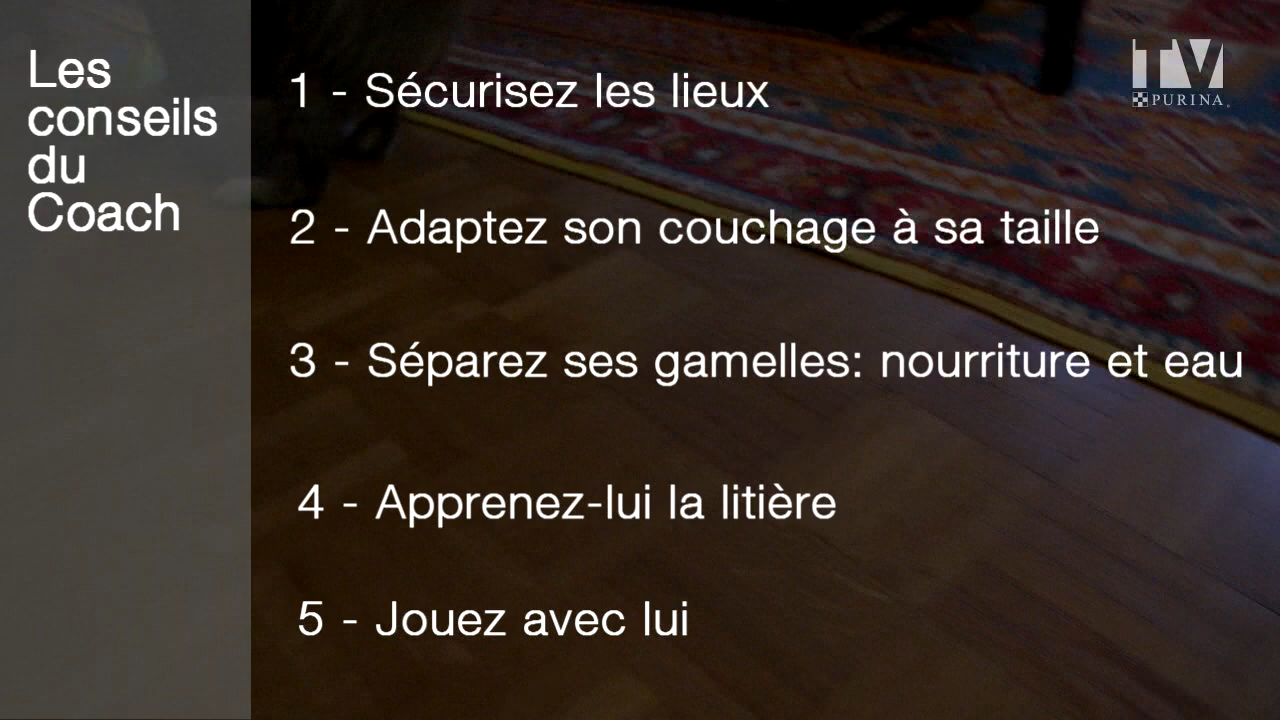 Les
conseils
du
Coach
1 - Sécurisez les lieux
2 - Adaptez son couchage à sa taille
3 - Séparez ses gamelles: nourriture et eau
4 - Apprenez-lui la litière
5 - Jouez avec lui
TV
PURINA